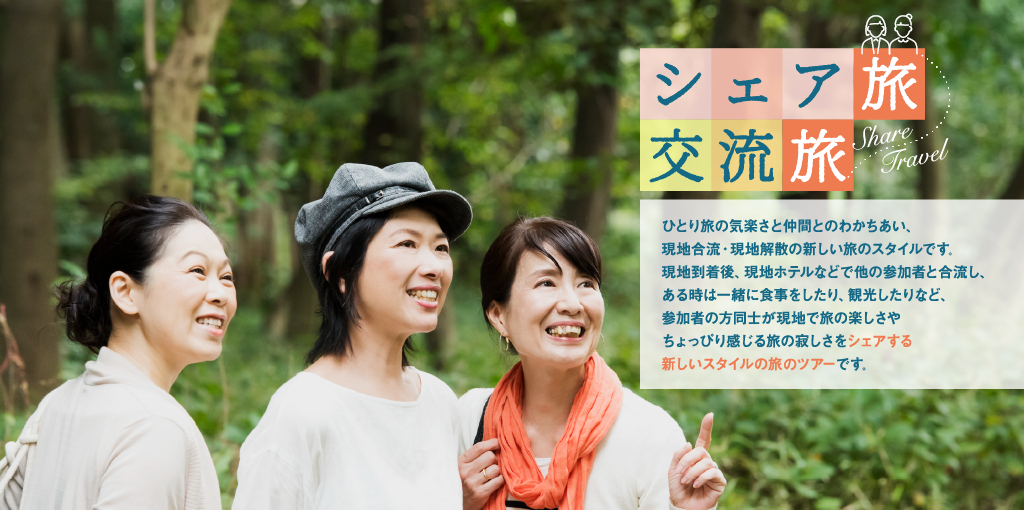 シェア旅
交流旅
Share
Travel
ひとり旅の気楽さと仲間とのわかちあい、
現地合流・現地解散の新しい旅のスタイルです。
現地到着後、現地ホテルなどで他の参加者と合流し、
ある時は一緒に食事をしたり、観光したりなど、
参加者の方同士が現地で旅の楽しさや
ちょっぴり感じる旅の寂しさをシェアする
新しいスタイルの旅のツアーです。